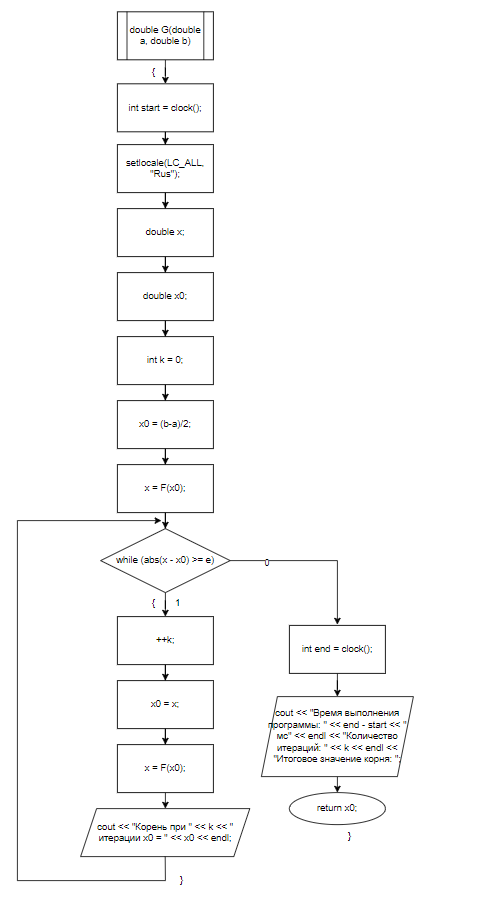 double G(double
a, double b)
{
int start = clock();
setlocale(LC_ALL,
"Rus");
double x;
double x0;
int k = 0;
x0 = (b-a)/2;
x = F(x0);
while (abs(x - x0) >= e)
0
{ 1
++k;
x0 = x;
x = F(x0);
cout << "Корень при " << k << "
итерации x0 = " << x0 << endl;
}
int end = clock();
cout << "Время выполнения
программы: " << end - start << "
мс" << endl << "Количество
итераций: " << k << endl <<
"Итоговое значение корня: ";
return x0;
}